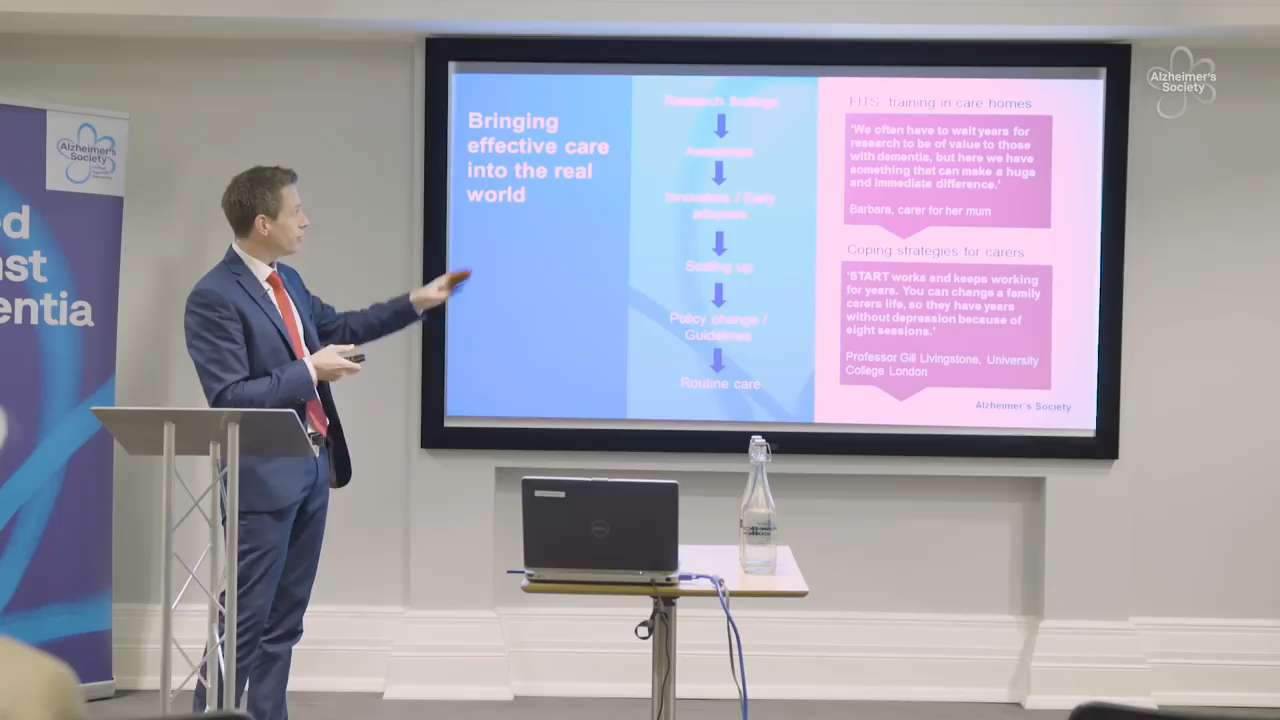 Alzheimer's
Society
Alzheimer's
Society
ed
nst
entia
Bringing
effective care
into the real
world
Research findings
Awareness
Innovators / Early
adopters
Scaling up
Policy change /
Guidelines
Routine care
FITS training in care homes
'We often have to wait years for
research to be of value to those
with dementia, but here we have
something that can make a huge
and immediate difference.'
Barbara, carer for her mum
Coping strategies for carers
'START works and keeps working
for years. You can change a family
carers life, so they have years
without depression because of
eight sessions.'
Professor Gill Livingstone, University
College London
Alzheimer's Society
DELL